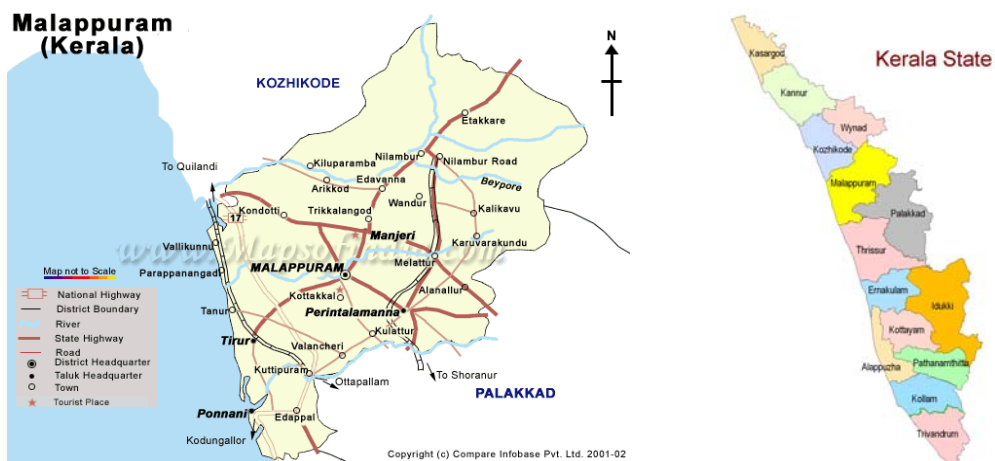 Malappuram
(Kerala)
KOZHIKODE
N
Etakkare
To Quilandi
Nilambur
Nilambur Road
Kiluparamba
Arikkod
Edavanna
Beypore
Wandur
Kondotti
Trikkalangod
Kalikavu
17
Manjeri
Karuvarakundu
Vallikunnu
www.MapsofIndia.com
Melattur
Parappanangadi
MALAPPURAM
Alanallur
Kottakkal
Tanur
Perintalamanna
Kulattur
Tirur
Valancheri
Kuttipuram
Ottapallam
To Shoranur
PALAKKAD
Ponnani
Edappal
Kodungallor
Map not to Scale
National Highway
District Boundary
River
State Highway
Road
District Headquarter
Taluk Headquarter
Town
Tourist Place
Copyright (c) Compare Infobase Pvt. Ltd. 2001-02
Kerala State
Kasargod
Kannur
Wynad
Kozhikode
Malappuram
Palakkad
Thrissur
Ernakulam
Idukki
Kottayam
Alappuzha
Pathanamthitta
Kollam
Trivandrum